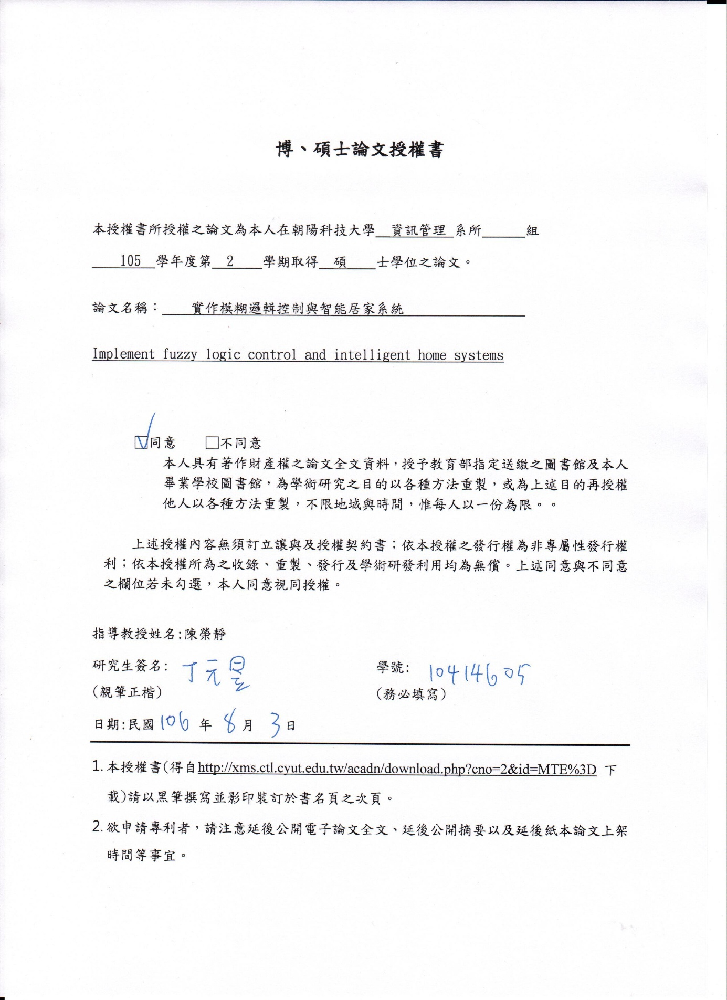 博、碩士論文授權書
本授權書所授權之論文為本人在朝陽科技大學 資訊管理 系所 組
105 學年度第 2 學期取得 碩 士學位之論文。
論文名稱： 實作模糊邏輯控制與智能居家系統
Implement fuzzy logic control and intelligent home systems
同意 不同意
本人具有著作財產權之論文全文資料，授予教育部指定送繳之圖書館及本人
畢業學校圖書館，為學術研究之目的以各種方法重製，或為上述目的再授權
他人以各種方法重製，不限地域與時間，惟每人以一份為限。。
上述授權內容無須訂立讓與及授權契約書；依本授權之發行權為非專屬性發行權
利；依本授權所為之收錄、重製、發行及學術研發利用均為無償。上述同意與不同意
之欄位若未勾選，本人同意視同授權。
指導教授姓名:陳榮靜
研究生簽名: 丁元昱 學號: 10414605
(親筆正楷) (務必填寫)
日期:民國 106 年 8 月 3 日
1. 本授權書(得自http://xms.ctl.cyut.edu.tw/acadn/download.php?cno=2&id=MTE%3D 下
載)請以黑筆撰寫並影印裝訂於書名頁之次頁。
2. 欲申請專利者，請注意延後公開電子論文全文、延後公開摘要以及延後紙本論文上架
時間等事宜。